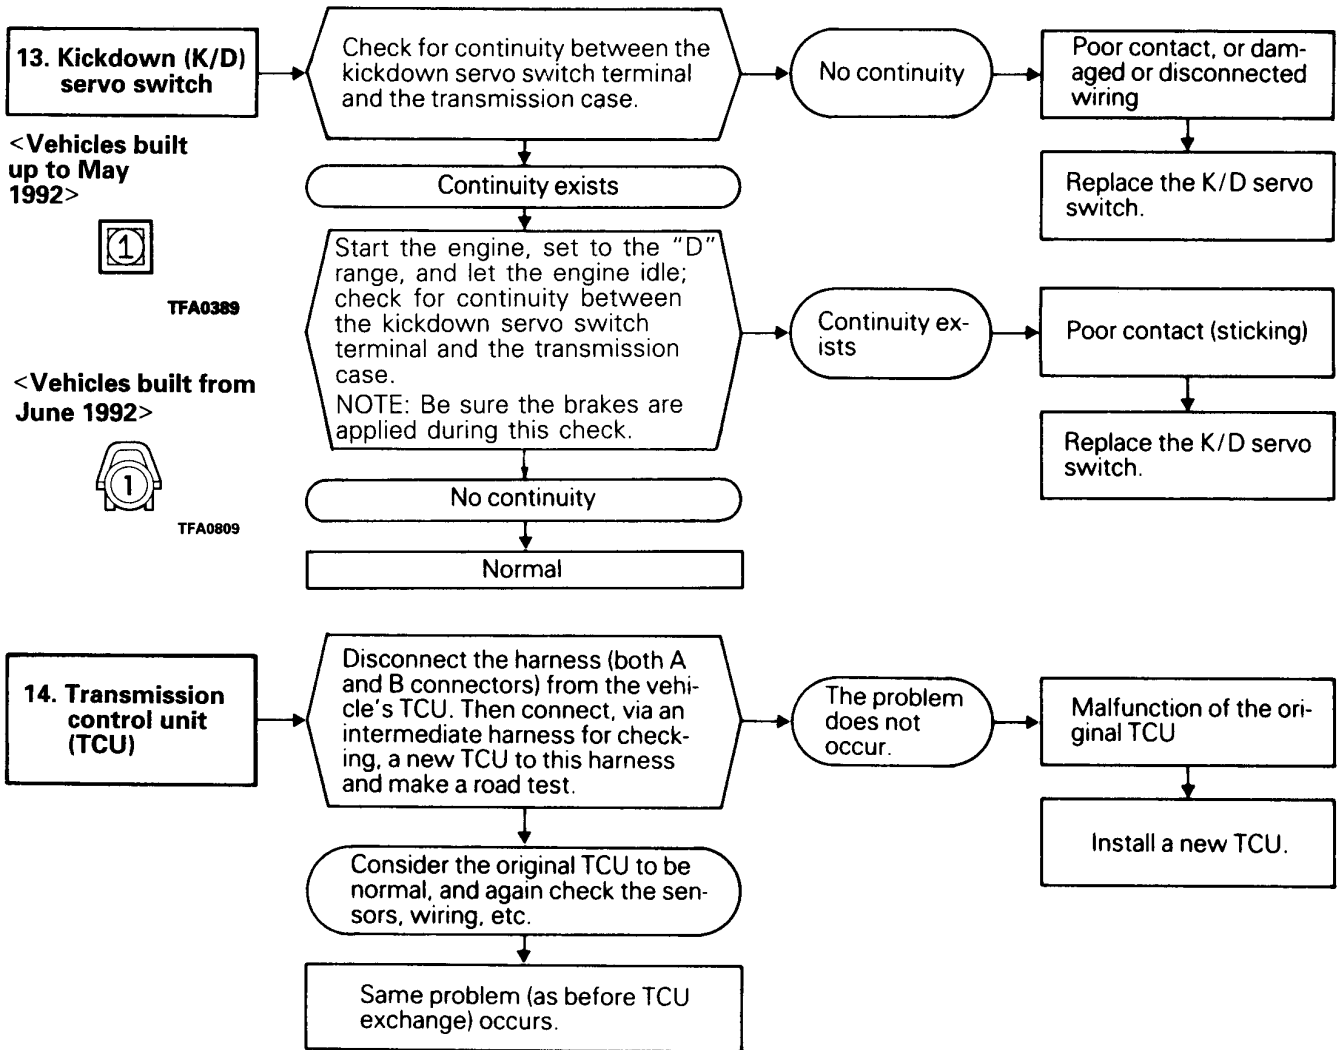 13. Kickdown (K/D)
servo switch
Check for continuity between the
kickdown servo switch terminal
and the transmission case.
No continuity
Poor contact, or dam-
aged or disconnected
wiring
Replace the K/D servo
switch.
<Vehicles built
up to May
1992>
1
TFA0389
<Vehicles built from
June 1992>
1
TFA0809
Continuity exists
Start the engine, set to the “D”
range, and let the engine idle;
check for continuity between
the kickdown servo switch
terminal and the transmission
case.
NOTE: Be sure the brakes are
applied during this check.
Continuity ex-
ists
Poor contact (sticking)
Replace the K/D servo
switch.
No continuity
Normal
14. Transmission
control unit
(TCU)
Disconnect the harness (both A
and B connectors) from the vehi-
cle's TCU. Then connect, via an
intermediate harness for check-
ing, a new TCU to this harness
and make a road test.
The problem
does not
occur.
Malfunction of the ori-
ginal TCU
Install a new TCU.
Consider the original TCU to be
normal, and again check the sen-
sors, wiring, etc.
Same problem (as before TCU
exchange) occurs.